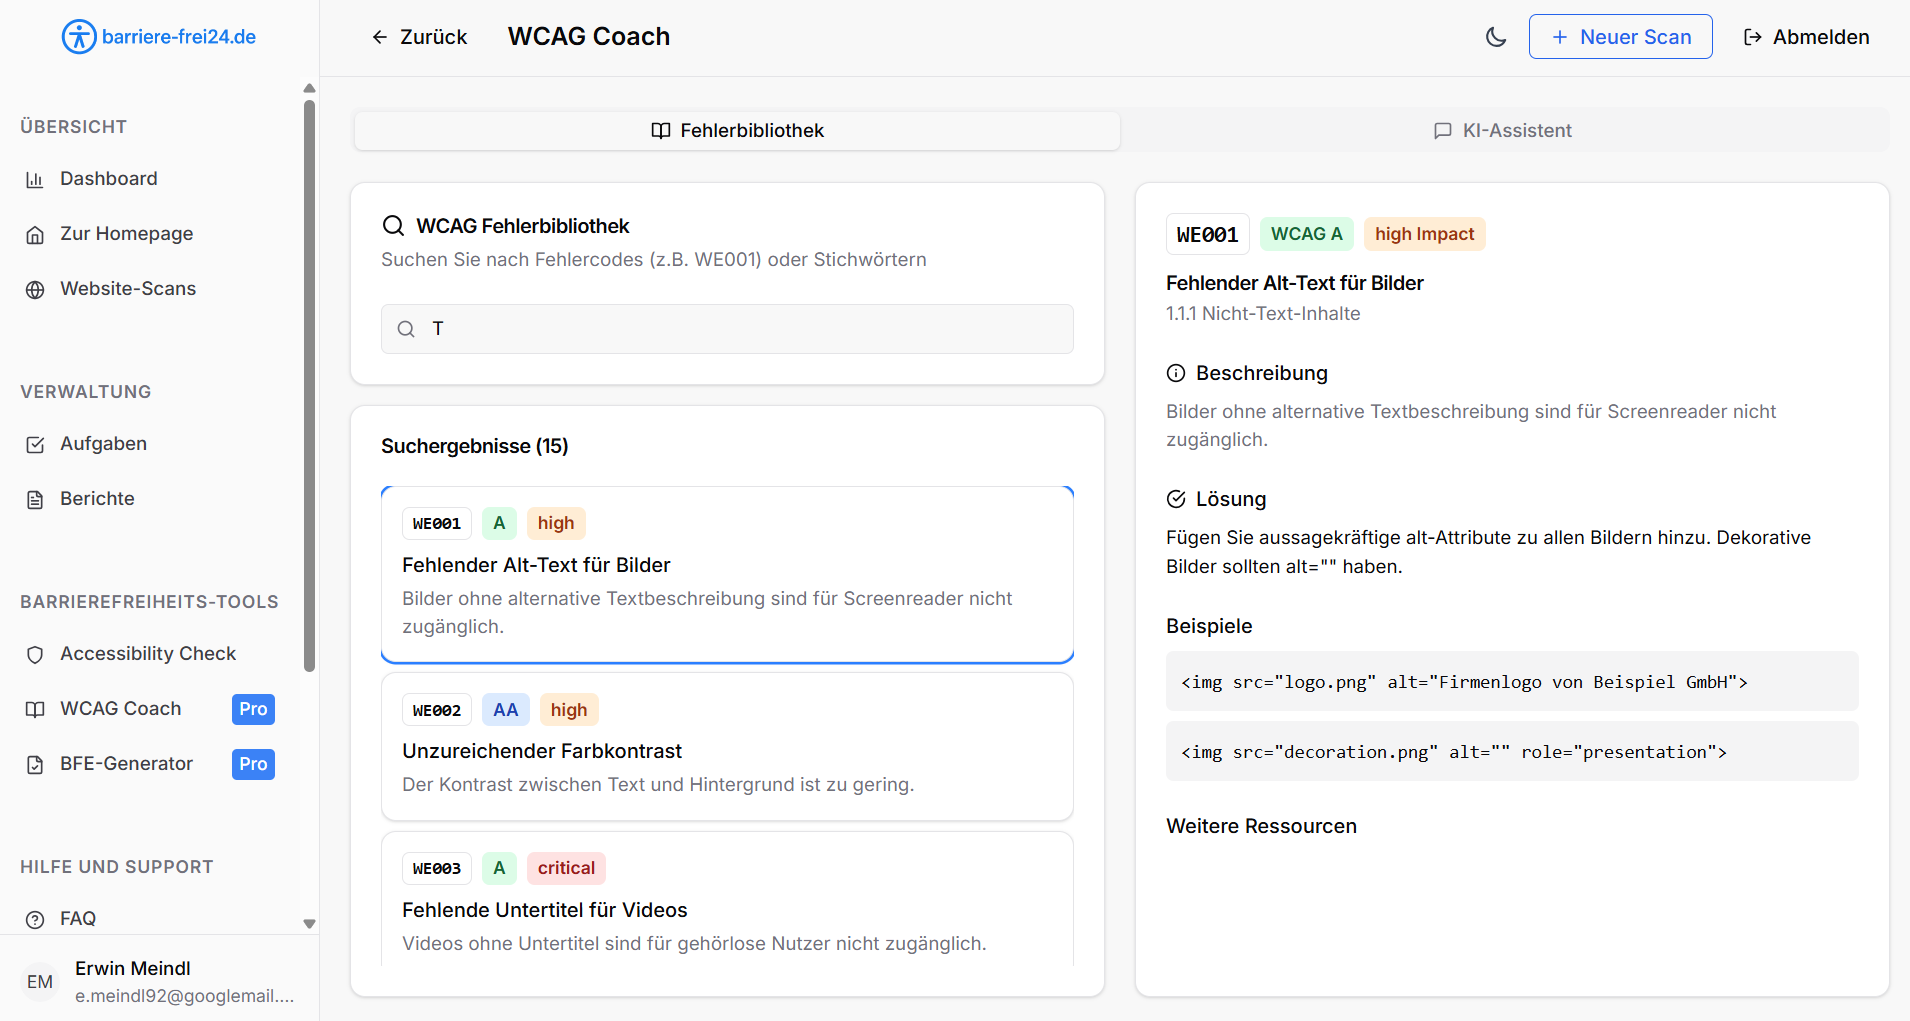 barriere-frei24.de
ÜBERSICHT
Dashboard
Zur Homepage
Website-Scans
VERWALTUNG
Aufgaben
Berichte
BARRIEREFREIHEITS-TOOLS
Accessibility Check
WCAG Coach Pro
BFE-Generator Pro
HILFE UND SUPPORT
FAQ
EM
Erwin Meindl
e.meindl92@googlemail....
Zurück
WCAG Coach
Neuer Scan
Abmelden
Fehlerbibliothek
KI-Assistent
WCAG Fehlerbibliothek
Suchen Sie nach Fehlercodes (z.B. WE001) oder Stichwörtern
T
Suchergebnisse (15)
WE001 A high
Fehlender Alt-Text für Bilder
Bilder ohne alternative Textbeschreibung sind für Screenreader nicht
zugänglich.
WE002 AA high
Unzureichender Farbkontrast
Der Kontrast zwischen Text und Hintergrund ist zu gering.
WE003 A critical
Fehlende Untertitel für Videos
Videos ohne Untertitel sind für gehörlose Nutzer nicht zugänglich.
WE001 WCAG A high Impact
Fehlender Alt-Text für Bilder
1.1.1 Nicht-Text-Inhalte
Beschreibung
Bilder ohne alternative Textbeschreibung sind für Screenreader nicht
zugänglich.
Lösung
Fügen Sie aussagekräftige alt-Attribute zu allen Bildern hinzu. Dekorative
Bilder sollten alt="" haben.
Beispiele
<img src="logo.png" alt="Firmenlogo von Beispiel GmbH">
<img src="decoration.png" alt="" role="presentation">
Weitere Ressourcen